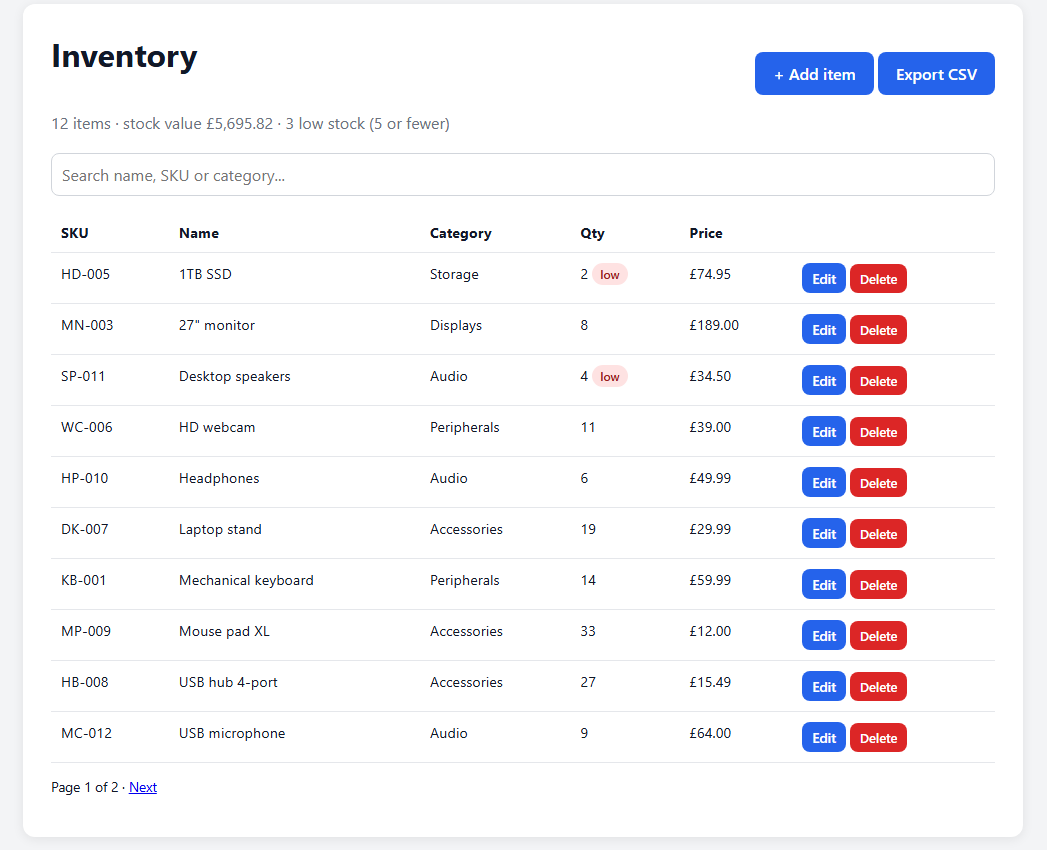 Inventory
+ Add item Export CSV
12 items · stock value £5,695.82 · 3 low stock (5 or fewer)
Search name, SKU or category...
SKU Name Category Qty Price
HD-005 1TB SSD Storage 2 low £74.95 Edit Delete
MN-003 27" monitor Displays 8 £189.00 Edit Delete
SP-011 Desktop speakers Audio 4 low £34.50 Edit Delete
WC-006 HD webcam Peripherals 11 £39.00 Edit Delete
HP-010 Headphones Audio 6 £49.99 Edit Delete
DK-007 Laptop stand Accessories 19 £29.99 Edit Delete
KB-001 Mechanical keyboard Peripherals 14 £59.99 Edit Delete
MP-009 Mouse pad XL Accessories 33 £12.00 Edit Delete
HB-008 USB hub 4-port Accessories 27 £15.49 Edit Delete
MC-012 USB microphone Audio 9 £64.00 Edit Delete
Page 1 of 2 · Next